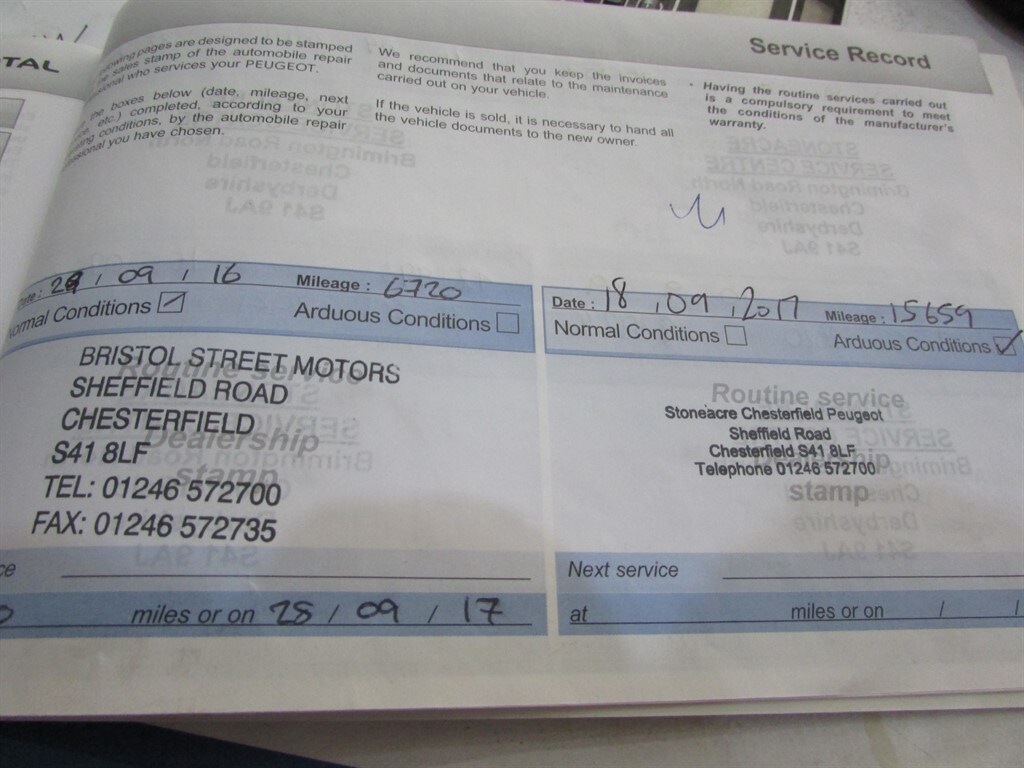 TAL
Service Record
pages are designed to be stamped
sales stamp of the automobile repair
who services your PEUGEOT.
boxes below (date, mileage, next
etc.) completed, according to your
conditions, by the automobile repair
you have chosen.
We recommend that you keep the invoices
and documents that relate to the maintenance
carried out on your vehicle.
If the vehicle is sold, it is necessary to hand all
the vehicle documents to the new owner.
• Having the routine services carried out
is a compulsory requirement to meet
the conditions of the manufacturer's
warranty.
/ 09 / 16 Mileage : 6720
Conditions Arduous Conditions
BRISTOL STREET MOTORS
SHEFFIELD ROAD
CHESTERFIELD
S41 8LF
TEL: 01246 572700
FAX: 01246 572735
Routine service
Dealership
stamp
miles or on 28 / 09 / 17
Date : 18 / 09 / 2017 Mileage : 15659
Normal Conditions Arduous Conditions
Routine service
Stoneacre Chesterfield Peugeot
Sheffield Road
Chesterfield S41 8LF
Telephone 01246 572700
stamp
Next service
at miles or on / /